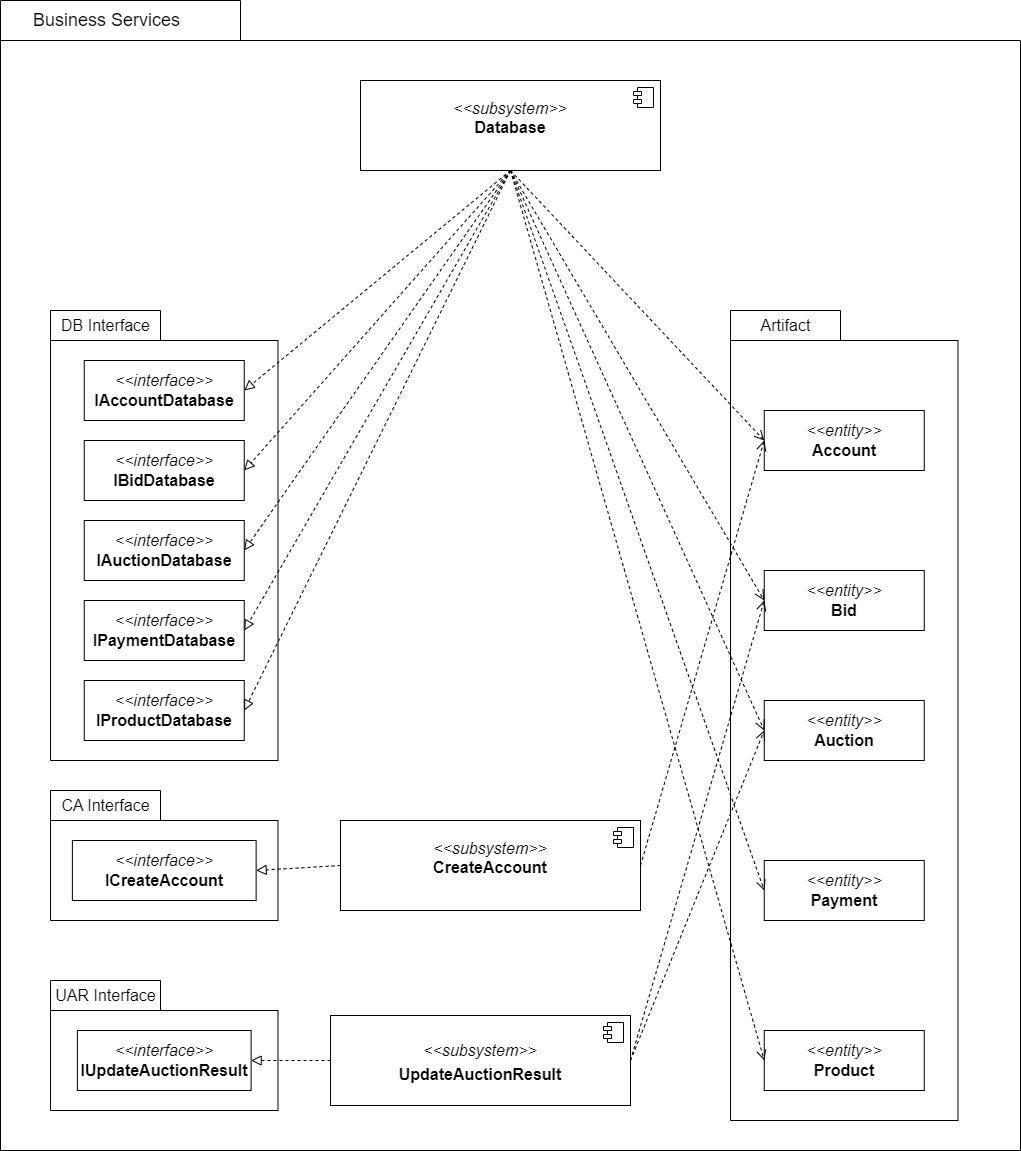 Business Services
<<subsystem>>
Database
DB Interface
<<interface>>
IAccountDatabase
<<interface>>
IBidDatabase
<<interface>>
IAuctionDatabase
<<interface>>
IPaymentDatabase
<<interface>>
IProductDatabase
Artifact
<<entity>>
Account
<<entity>>
Bid
<<entity>>
Auction
<<entity>>
Payment
<<entity>>
Product
CA Interface
<<interface>>
ICreateAccount
<<subsystem>>
CreateAccount
UAR Interface
<<interface>>
IUpdateAuctionResult
<<subsystem>>
UpdateAuctionResult